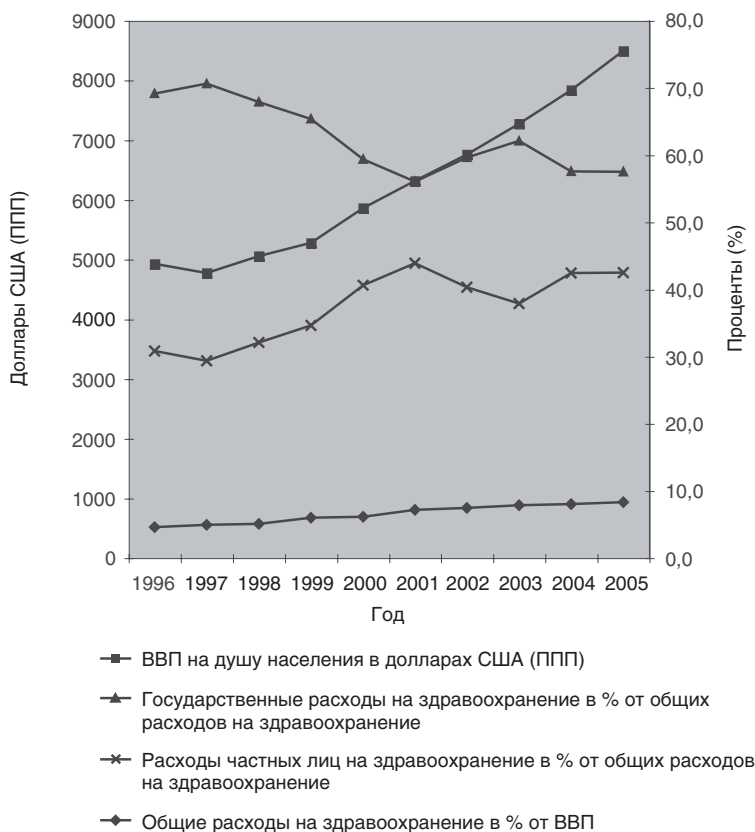 9000
8000
7000
6000
5000
4000
3000
2000
1000
0
Доллары США (ППП)
80,0
70,0
60,0
50,0
40,0
30,0
20,0
10,0
0,0
Проценты (%)
1996 1997 1998 1999 2000 2001 2002 2003 2004 2005
Год
ВВП на душу населения в долларах США (ППП)
Государственные расходы на здравоохранение в % от общих
расходов на здравоохранение
Расходы частных лиц на здравоохранение в % от общих расходов
на здравоохранение
Общие расходы на здравоохранение в % от ВВП